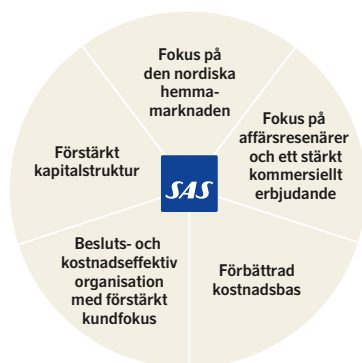 Fokus på
den nordiska
hemma-
marknaden
Fokus på
affärsresenärer
och ett stärkt
kommersiellt
erbjudande
Förbättrad
kostnadsbas
Besluts- och
kostnadseffektiv
organisation
med förstärkt
kundfokus
Förstärkt
kapitalstruktur
SAS